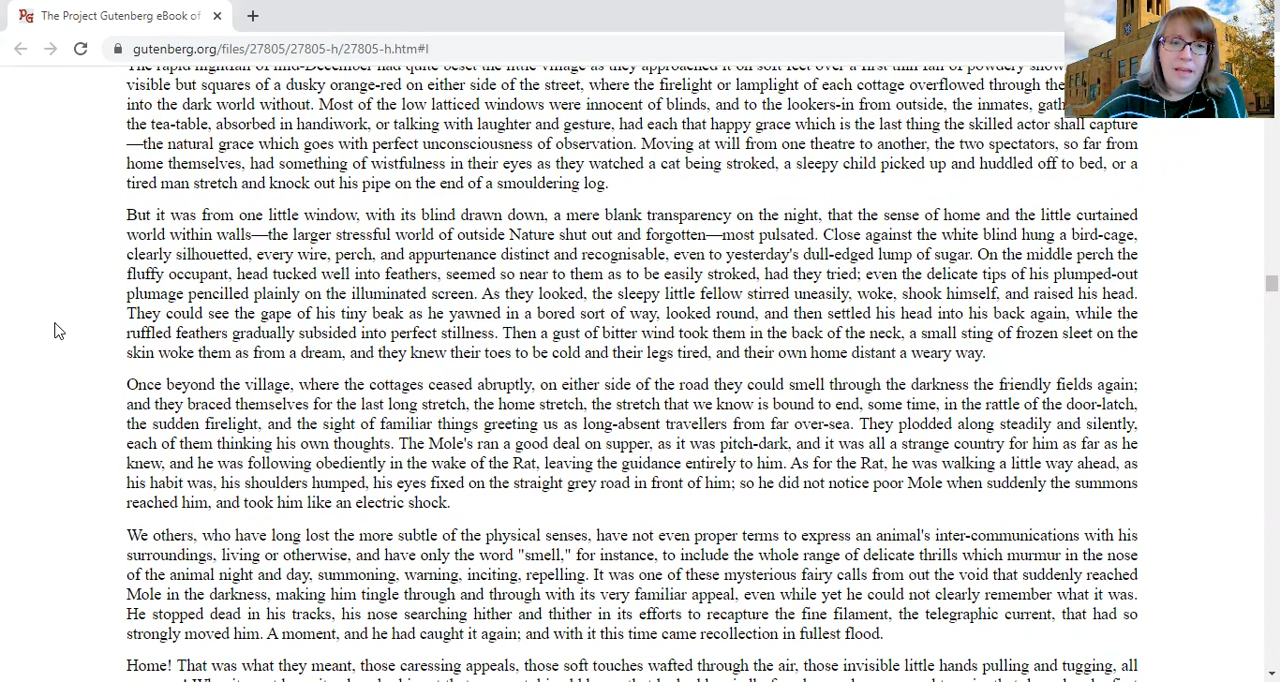 The Project Gutenberg eBook of
gutenberg.org/files/27805/27805-h/27805-h.htm#I
The rapid nightfall of mid-December had quite beset the little village as they approached it on soft feet over a first thin fall of powdery snow
visible but squares of a dusky orange-red on either side of the street, where the firelight or lamplight of each cottage overflowed through the
into the dark world without. Most of the low latticed windows were innocent of blinds, and to the lookers-in from outside, the inmates, gath
the tea-table, absorbed in handiwork, or talking with laughter and gesture, had each that happy grace which is the last thing the skilled actor shall capture
—the natural grace which goes with perfect unconsciousness of observation. Moving at will from one theatre to another, the two spectators, so far from
home themselves, had something of wistfulness in their eyes as they watched a cat being stroked, a sleepy child picked up and huddled off to bed, or a
tired man stretch and knock out his pipe on the end of a smouldering log.
But it was from one little window, with its blind drawn down, a mere blank transparency on the night, that the sense of home and the little curtained
world within walls—the larger stressful world of outside Nature shut out and forgotten—most pulsated. Close against the white blind hung a bird-cage,
clearly silhouetted, every wire, perch, and appurtenance distinct and recognisable, even to yesterday's dull-edged lump of sugar. On the middle perch the
fluffy occupant, head tucked well into feathers, seemed so near to them as to be easily stroked, had they tried; even the delicate tips of his plumped-out
plumage pencilled plainly on the illuminated screen. As they looked, the sleepy little fellow stirred uneasily, woke, shook himself, and raised his head.
They could see the gape of his tiny beak as he yawned in a bored sort of way, looked round, and then settled his head into his back again, while the
ruffled feathers gradually subsided into perfect stillness. Then a gust of bitter wind took them in the back of the neck, a small sting of frozen sleet on the
skin woke them as from a dream, and they knew their toes to be cold and their legs tired, and their own home distant a weary way.
Once beyond the village, where the cottages ceased abruptly, on either side of the road they could smell through the darkness the friendly fields again;
and they braced themselves for the last long stretch, the home stretch, the stretch that we know is bound to end, some time, in the rattle of the door-latch,
the sudden firelight, and the sight of familiar things greeting us as long-absent travellers from far over-sea. They plodded along steadily and silently,
each of them thinking his own thoughts. The Mole's ran a good deal on supper, as it was pitch-dark, and it was all a strange country for him as far as he
knew, and he was following obediently in the wake of the Rat, leaving the guidance entirely to him. As for the Rat, he was walking a little way ahead, as
his habit was, his shoulders humped, his eyes fixed on the straight grey road in front of him; so he did not notice poor Mole when suddenly the summons
reached him, and took him like an electric shock.
We others, who have long lost the more subtle of the physical senses, have not even proper terms to express an animal's inter-communications with his
surroundings, living or otherwise, and have only the word "smell," for instance, to include the whole range of delicate thrills which murmur in the nose
of the animal night and day, summoning, warning, inciting, repelling. It was one of these mysterious fairy calls from out the void that suddenly reached
Mole in the darkness, making him tingle through and through with its very familiar appeal, even while yet he could not clearly remember what it was.
He stopped dead in his tracks, his nose searching hither and thither in its efforts to recapture the fine filament, the telegraphic current, that had so
strongly moved him. A moment, and he had caught it again; and with it this time came recollection in fullest flood.
Home! That was what they meant, those caressing appeals, those soft touches wafted through the air, those invisible little hands pulling and tugging, all